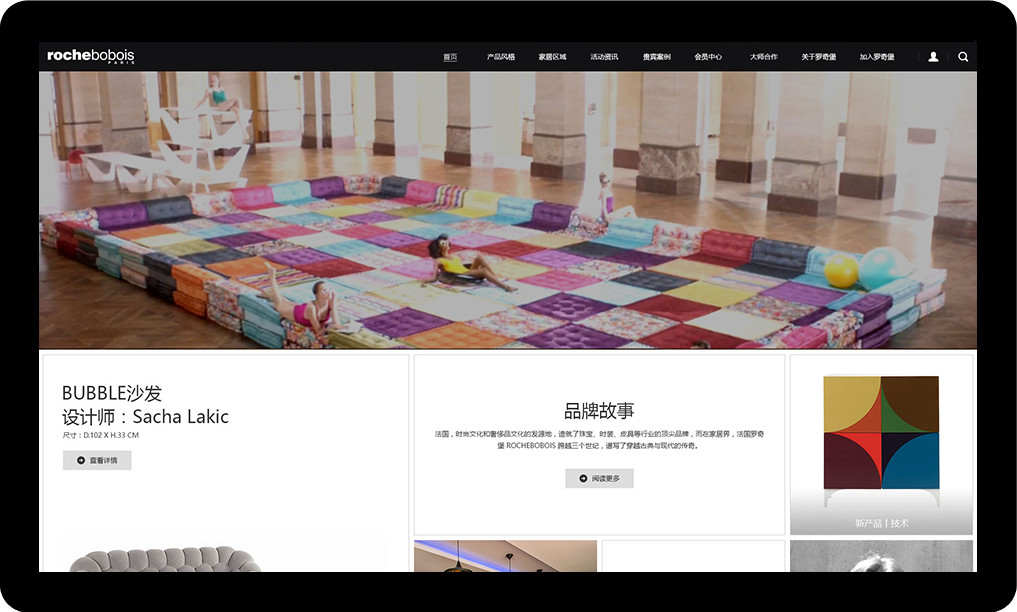 rochebobois
PARIS
首页 产品风格 家居区域 活动资讯 贵宾案例 会员中心 大师合作 关于罗奇堡 加入罗奇堡
BUBBLE沙发
设计师：Sacha Lakic
尺寸：D.102 X H.33 CM
查看详情
品牌故事
法国，时尚文化和奢侈品文化的发源地，造就了珠宝、时装、皮具等行业的顶尖品牌，而在家居界，法国罗奇
堡 ROCHEBOBOIS 跨越三个世纪，谱写了穿越古典与现代的传奇。
阅读更多
新产品丨技术